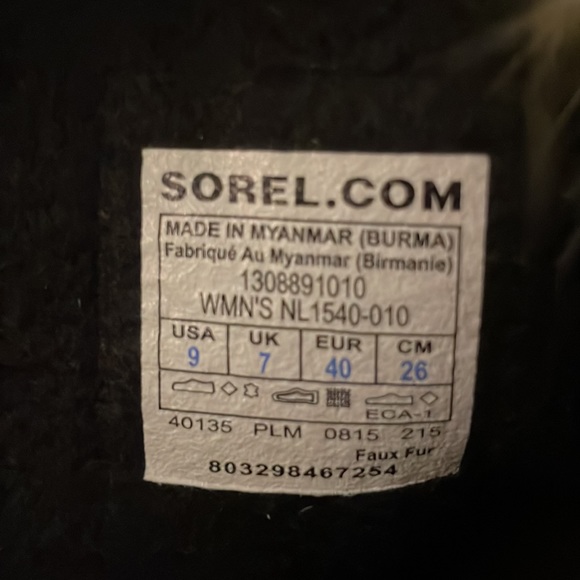 SOREL.COM
MADE IN MYANMAR (BURMA)
Fabriqué Au Myanmar (Birmanie)
1308891010
WMN'S NL1540-010
USA UK EUR CM
9 7 40 26
ECA-1
40135 PLM 0815 215
Faux Fur
803298467254